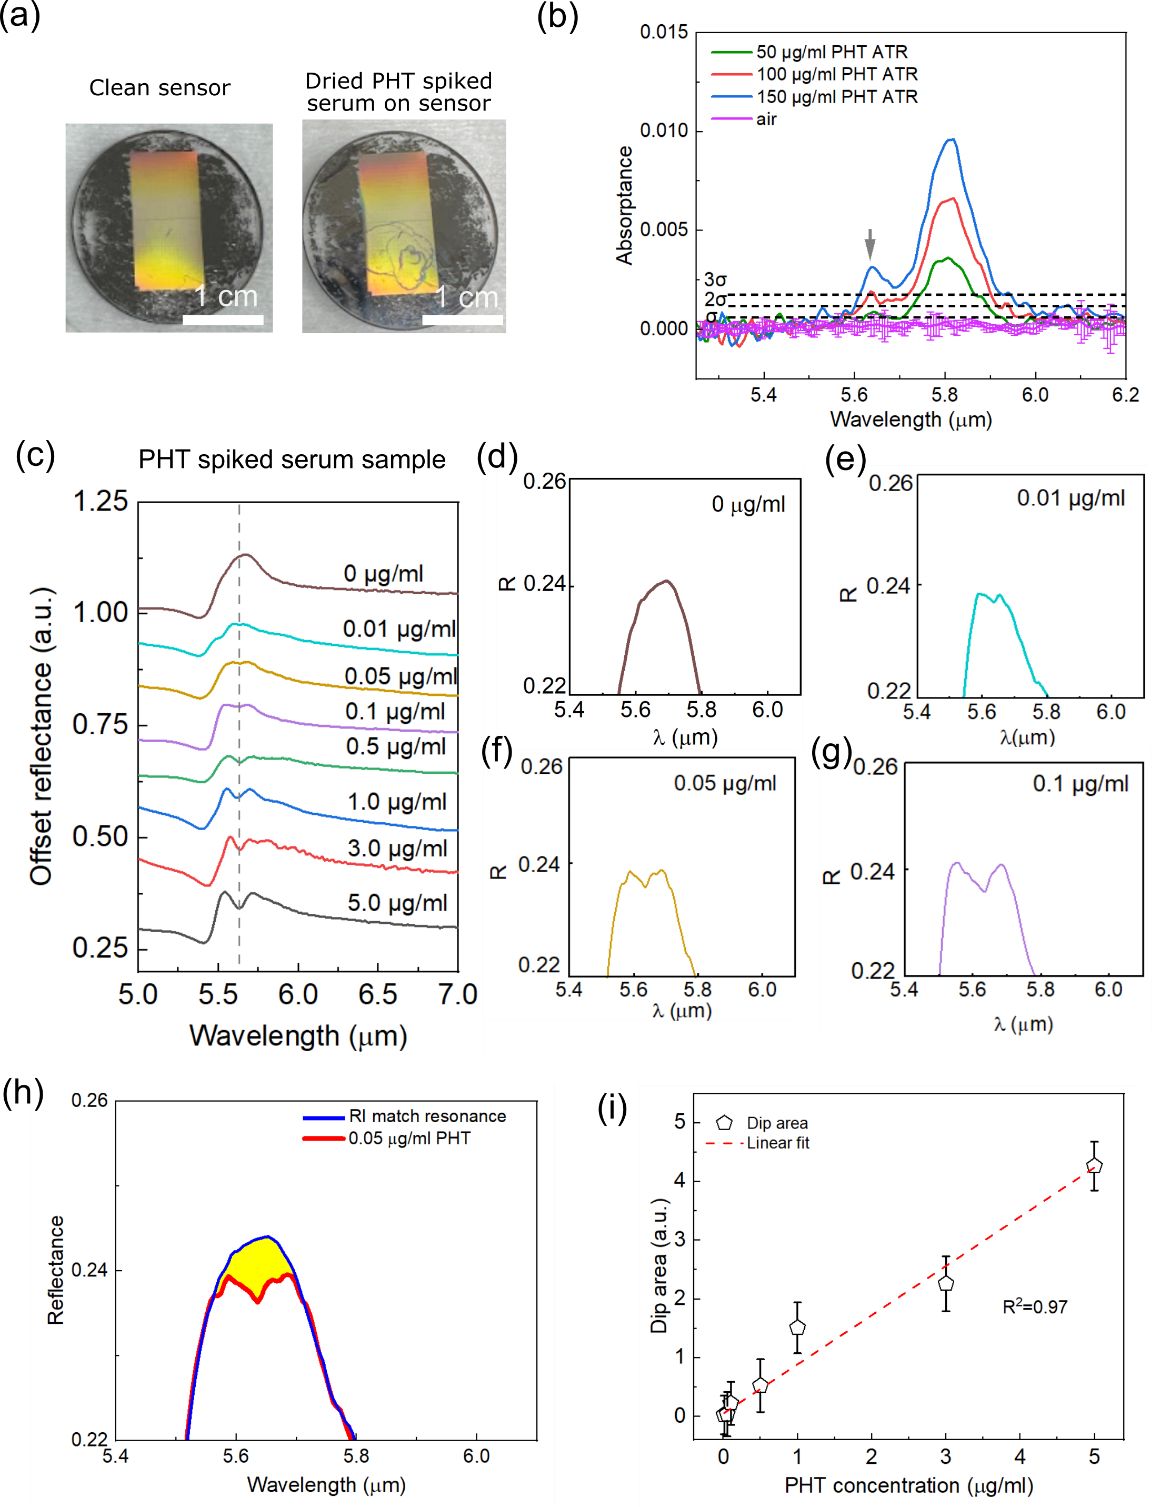 (a)
Clean sensor
Dried PHT spiked
serum on sensor
1 cm
1 cm
(b)
0.015
0.010
0.005
0.000
Absorptance
50 µg/ml PHT ATR
100 µg/ml PHT ATR
150 µg/ml PHT ATR
air
3σ
2σ
σ
5.4
5.6
5.8
6.0
6.2
Wavelength (µm)
(c)
PHT spiked serum sample
1.25
1.00
0.75
0.50
0.25
Offset reflectance (a.u.)
0 µg/ml
0.01 µg/ml
0.05 µg/ml
0.1 µg/ml
0.5 µg/ml
1.0 µg/ml
3.0 µg/ml
5.0 µg/ml
5.0
5.5
6.0
6.5
7.0
Wavelength (µm)
(d)
0.26
0.24
0.22
R
0 µg/ml
5.4
5.6
5.8
6.0
λ (µm)
(e)
0.26
0.24
0.22
R
0.01 µg/ml
5.4
5.6
5.8
6.0
λ(µm)
(f)
0.26
0.24
0.22
R
0.05 µg/ml
5.4
5.6
5.8
6.0
λ (µm)
(g)
0.26
0.24
0.22
R
0.1 µg/ml
5.4
5.6
5.8
6.0
λ (µm)
(h)
0.26
0.24
0.22
Reflectance
RI match resonance
0.05 µg/ml PHT
5.4
5.6
5.8
6.0
Wavelength (µm)
(i)
5
4
3
2
1
0
Dip area (a.u.)
Dip area
Linear fit
R²=0.97
0
1
2
3
4
5
PHT concentration (µg/ml)